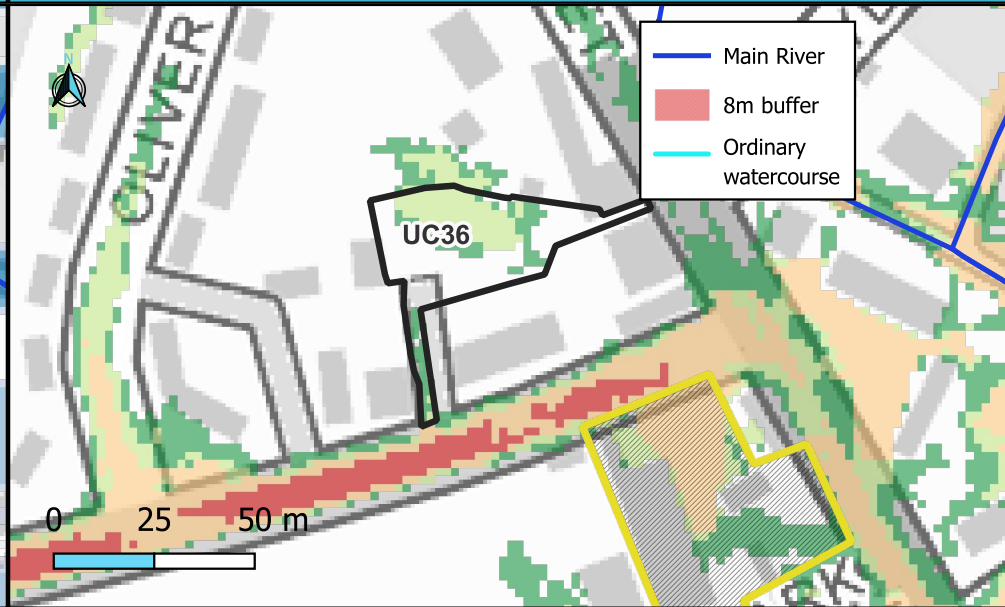 N
OLIVER
Main River
8m buffer
Ordinary
watercourse
UC36
0 25 50 m